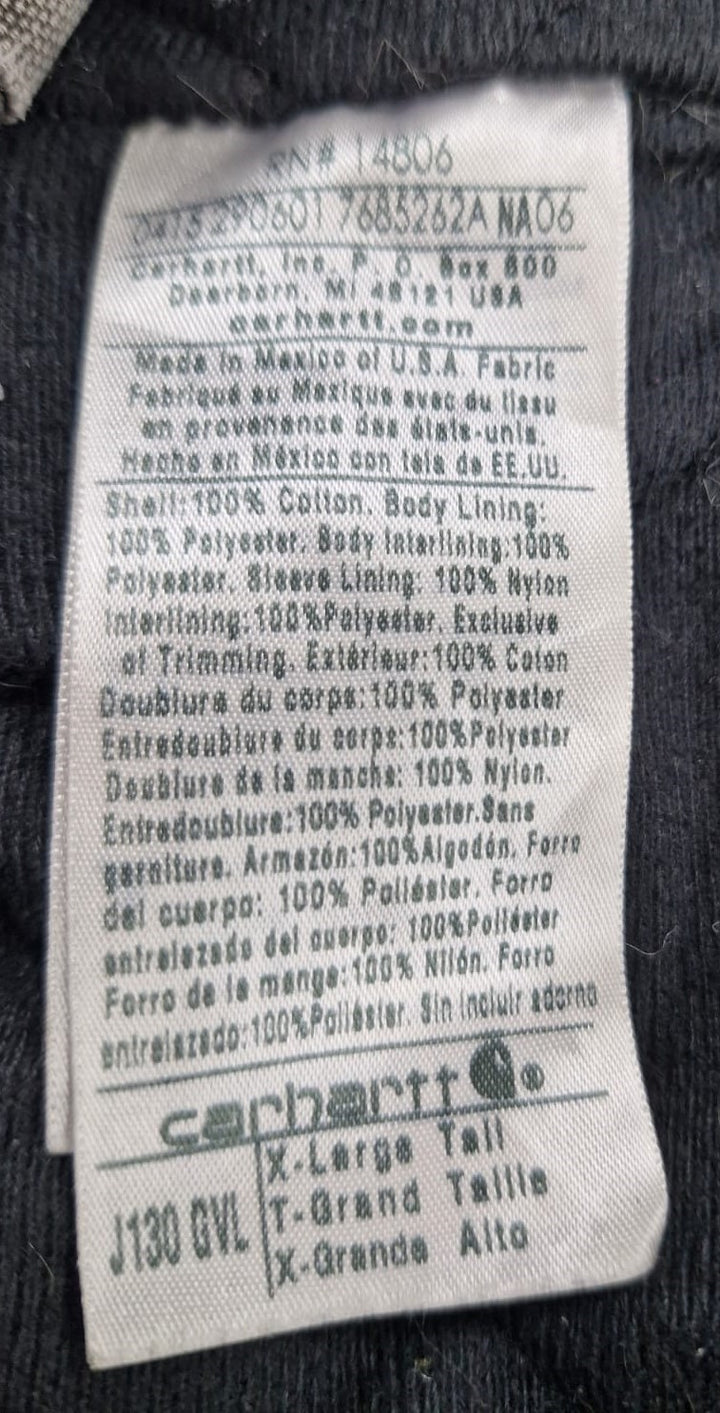 RN# 14806
0415 290601 7685262A NA06
Carhartt, Inc. P. O. Box 600
Dearborn, MI 48121 USA
carhartt.com
Made in Mexico of U.S.A. Fabric
Fabriqué au Mexique avec du tissu
en provenance des états-unis.
Hecho en México con tela de EE.UU.
Shell:100% Cotton. Body Lining:
100% Polyester. Body Interlining:100%
Polyester. Sleeve Lining: 100% Nylon
Interlining:100%Polyester. Exclusive
of Trimming. Extérieur:100% Coton
Doublure du corps:100% Polyester
Entredoublure du corps:100%Polyester
Doublure de la manche: 100% Nylon.
Entredoublure:100% Polyester.Sans
garniture. Armazón:100%Algodón. Forro
del cuerpo: 100% Poliéster. Forro
entrelazado del cuerpo: 100%Poliéster
Forro de la manga:100% Nilón. Forro
entrelazado:100%Poliéster. Sin incluir adorno
carhartt ®
J130 GVL
X-Large Tall
T-Grand Taille
X-Grande Alto